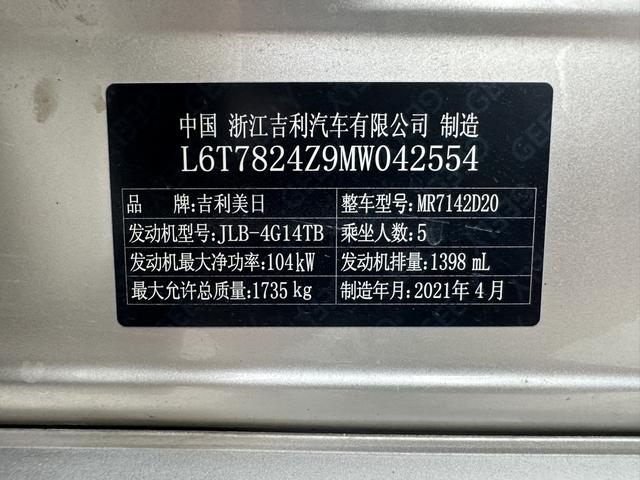 中国 浙江吉利汽车有限公司 制造
L6T7824Z9MW042554
品 牌:吉利美日 整车型号:MR7142D20
发动机型号:JLB-4G14TB 乘坐人数:5
发动机最大净功率:104kW 发动机排量:1398 mL
最大允许总质量:1735 kg 制造年月:2021年4月